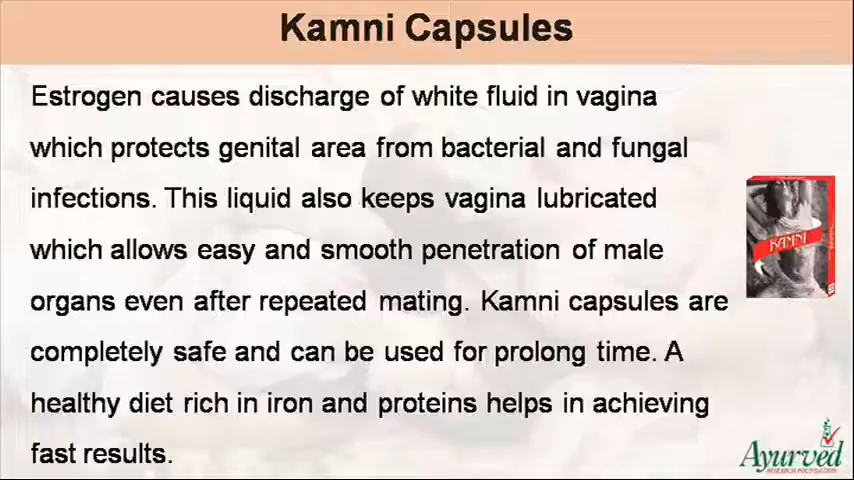 Kamni Capsules
Estrogen causes discharge of white fluid in vagina
which protects genital area from bacterial and fungal
infections. This liquid also keeps vagina lubricated
which allows easy and smooth penetration of male
organs even after repeated mating. Kamni capsules are
completely safe and can be used for prolong time. A
healthy diet rich in iron and proteins helps in achieving
fast results.
KAMNI
Ayurved
RESEARCH FOUNDATION